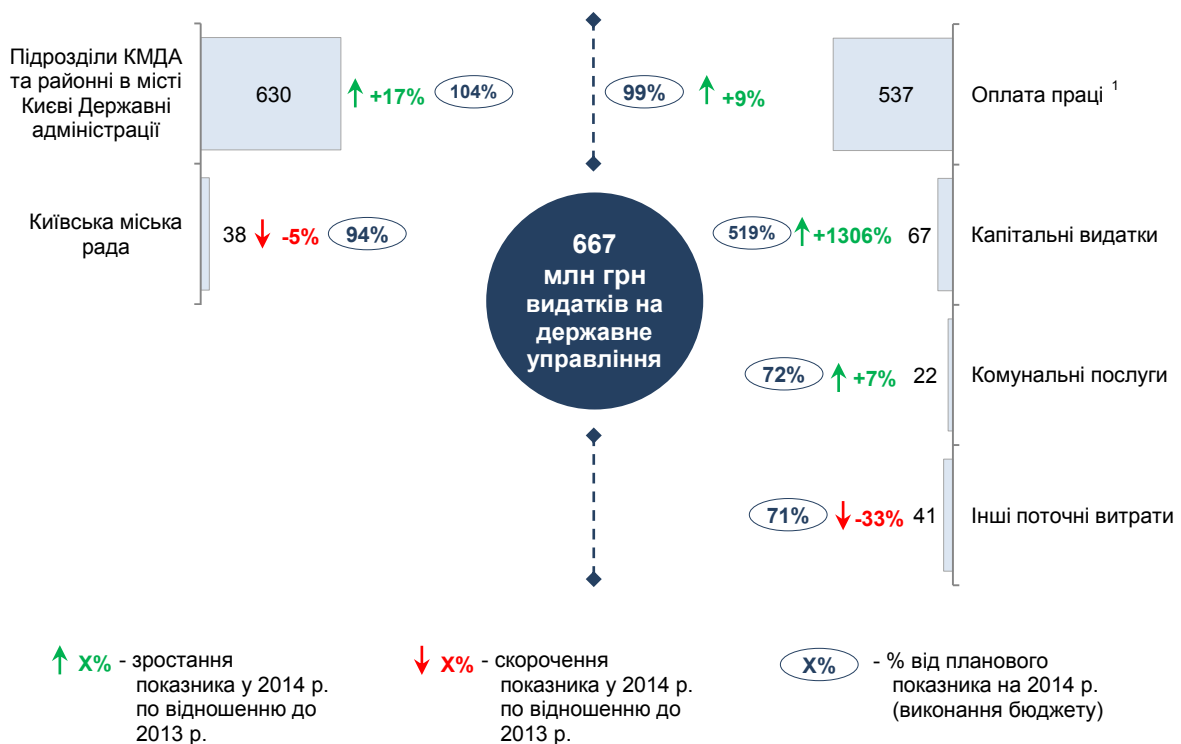 Підрозділи КМДА
та районні в місті
Києві Державні
адміністрації
630
+17%
104%
Київська міська
рада
38
-5%
94%
667
млн грн
видатків на
державне
управління
99%
+9%
537
Оплата праці 1
519%
+1306%
67
Капітальні видатки
72%
+7%
22
Комунальні послуги
71%
-33%
41
Інші поточні витрати
X% - зростання
показника у 2014 р.
по відношенню до
2013 р.
X% - скорочення
показника у 2014 р.
по відношенню до
2013 р.
X% - % від планового
показника на 2014 р.
(виконання бюджету)